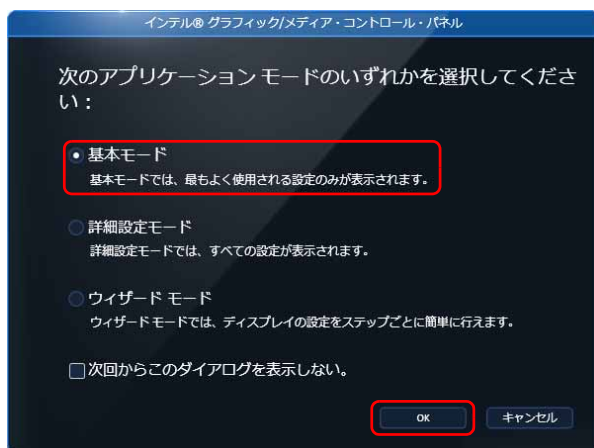 インテル® グラフィック/メディア・コントロール・パネル
次のアプリケーション モードのいずれかを選択してくださ
い：
基本モード
基本モードでは、最もよく使用される設定のみが表示されます。
詳細設定モード
詳細設定モードでは、すべての設定が表示されます。
ウィザード モード
ウィザード モードでは、ディスプレイの設定をステップごとに簡単に行えます。
次回からこのダイアログを表示しない。
OK
キャンセル